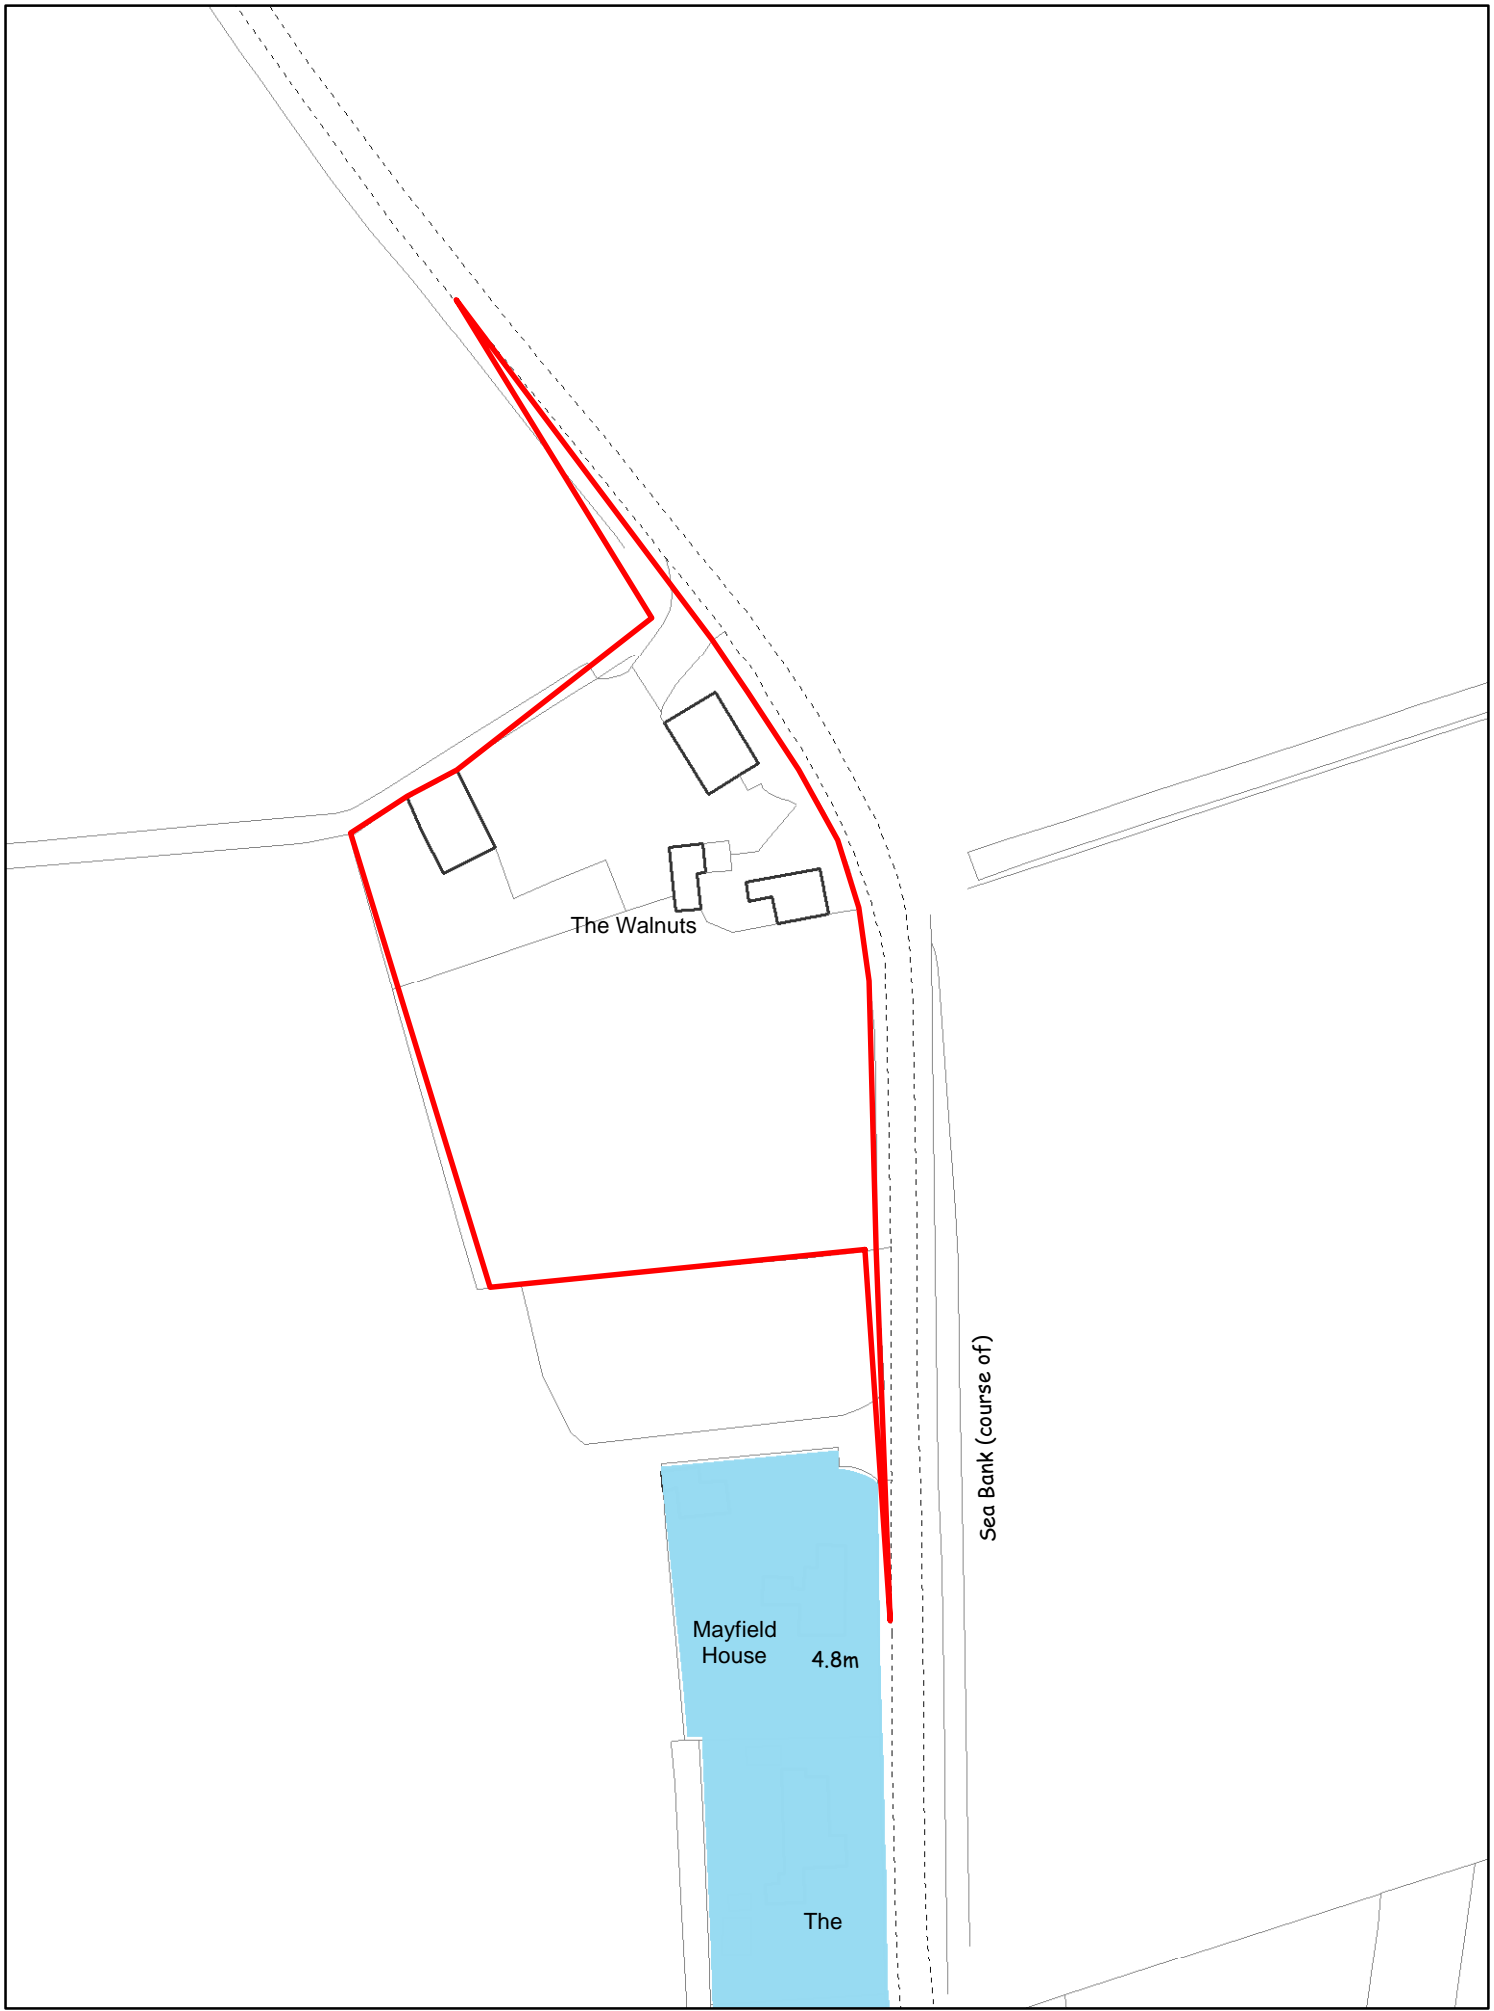 The Walnuts
Sea Bank (course of)
Mayfield
House
4.8m
The